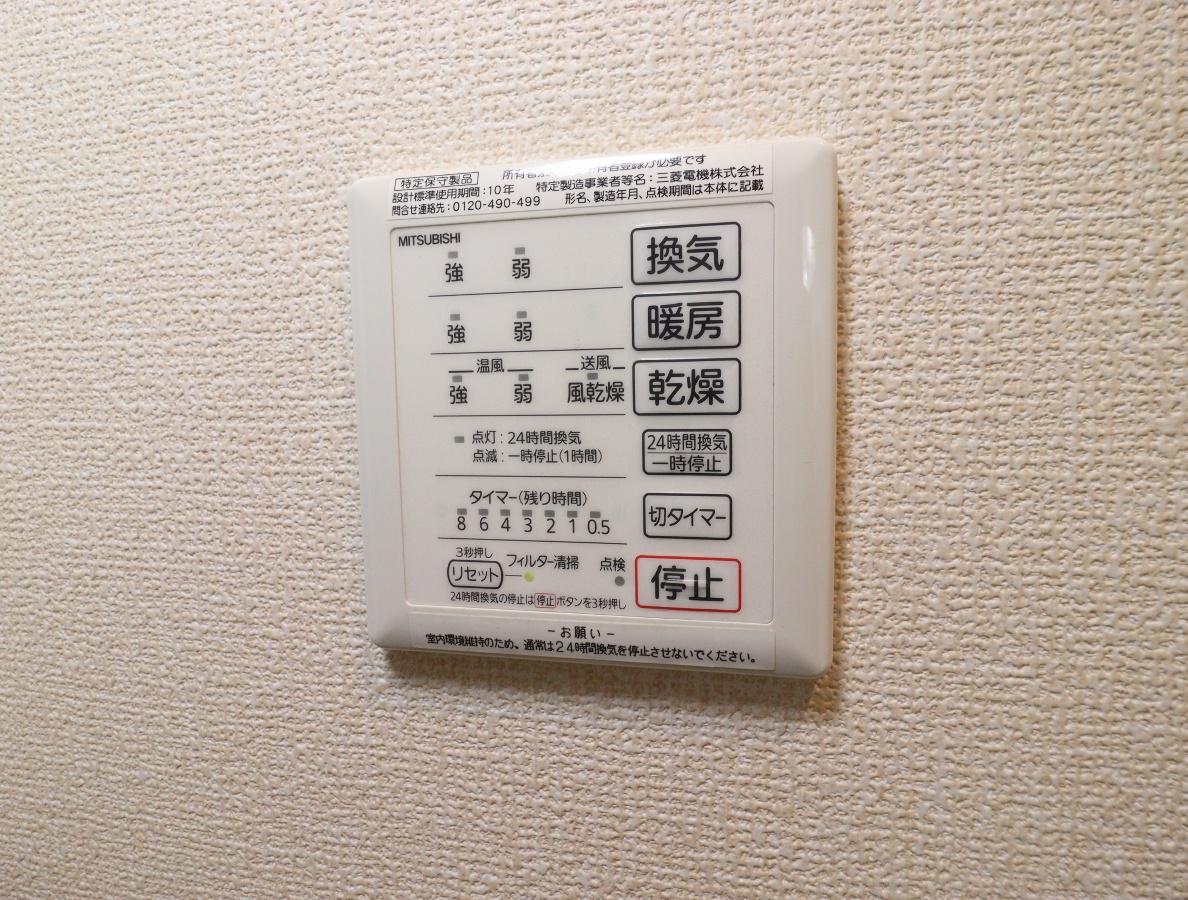 特定保守製品
所有者登録が必要です
設計標準使用期間：10年 特定製造事業者等名：三菱電機株式会社
問合せ連絡先：0120-490-499 形名、製造年月、点検期間は本体に記載
MITSUBISHI
強 弱 換気
強 弱 暖房
温風 送風
強 弱 風乾燥 乾燥
点灯：24時間換気 24時間換気
点滅：一時停止(1時間) 一時停止
タイマー(残り時間)
8 6 4 3 2 1 0.5 切タイマー
3秒押し
リセット フィルター清掃 点検 停止
24時間換気の停止は停止ボタンを3秒押し
－お願い－
室内環境維持のため、通常は24時間換気を停止させないでください。